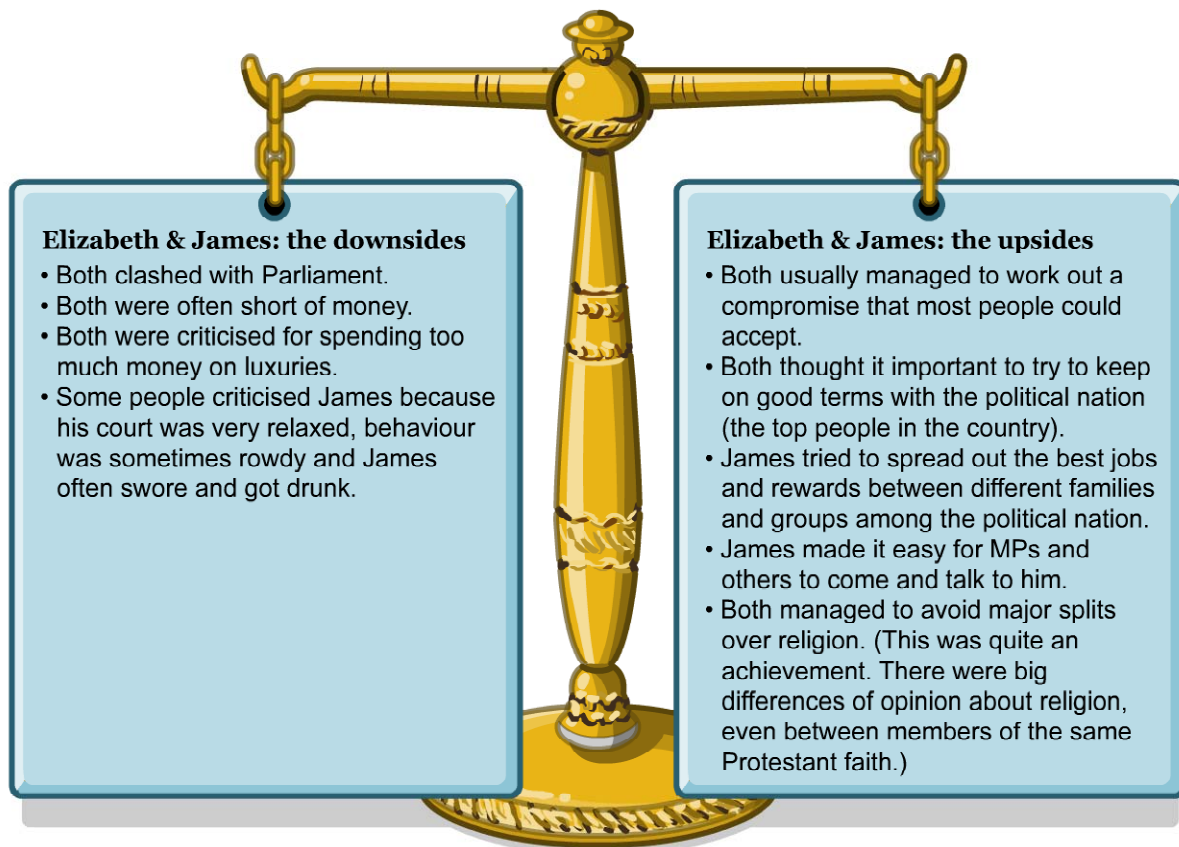 Elizabeth & James: the downsides
• Both clashed with Parliament.
• Both were often short of money.
• Both were criticised for spending too
much money on luxuries.
• Some people criticised James because
his court was very relaxed, behaviour
was sometimes rowdy and James
often swore and got drunk.
Elizabeth & James: the upsides
• Both usually managed to work out a
compromise that most people could
accept.
• Both thought it important to try to keep
on good terms with the political nation
(the top people in the country).
• James tried to spread out the best jobs
and rewards between different families
and groups among the political nation.
• James made it easy for MPs and
others to come and talk to him.
• Both managed to avoid major splits
over religion. (This was quite an
achievement. There were big
differences of opinion about religion,
even between members of the same
Protestant faith.)